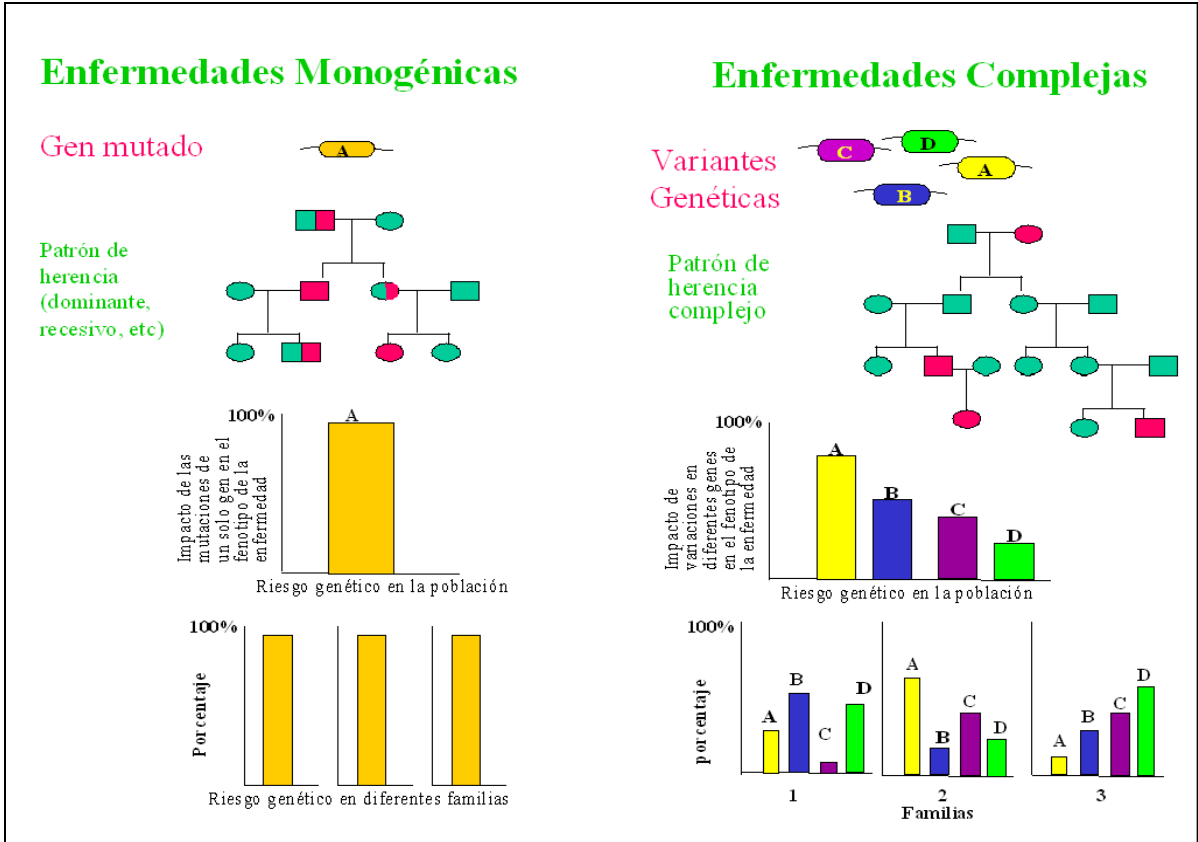 Enfermedades Monogénicas
Gen mutado
A
Patrón de
herencia
(dominante,
recesivo, etc)
100%
A
Impacto de las
mutaciones de
un solo gen en el
fenotipo de la
enfermedad
Riesgo genético en la población
100%
Porcentaje
Riesgo genético en diferentes familias
Enfermedades Complejas
Variantes
Genéticas
C
D
A
B
Patrón de
herencia
complejo
100%
A
B
C
D
Impacto de
variaciones en
diferentes genes
en el fenotipo de
la enfermedad
Riesgo genético en la población
100%
porcentaje
A
B
C
D
A
B
C
D
A
B
C
D
1
2
3
Familias